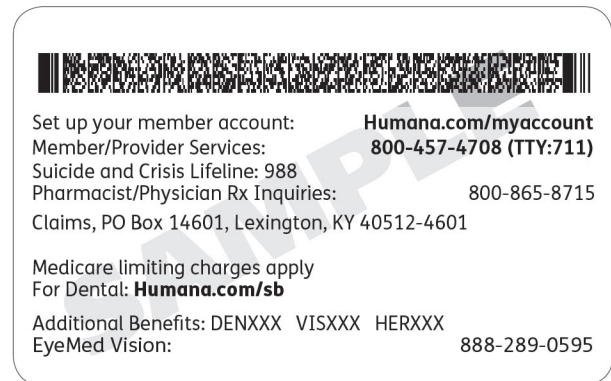 Set up your member account: Humana.com/myaccount
Member/Provider Services: 800-457-4708 (TTY:711)
Suicide and Crisis Lifeline: 988
Pharmacist/Physician Rx Inquiries: 800-865-8715
Claims, PO Box 14601, Lexington, KY 40512-4601
Medicare limiting charges apply
For Dental: Humana.com/sb
Additional Benefits: DENXXX VISXXX HERXXX
EyeMed Vision: 888-289-0595
SAMPLE